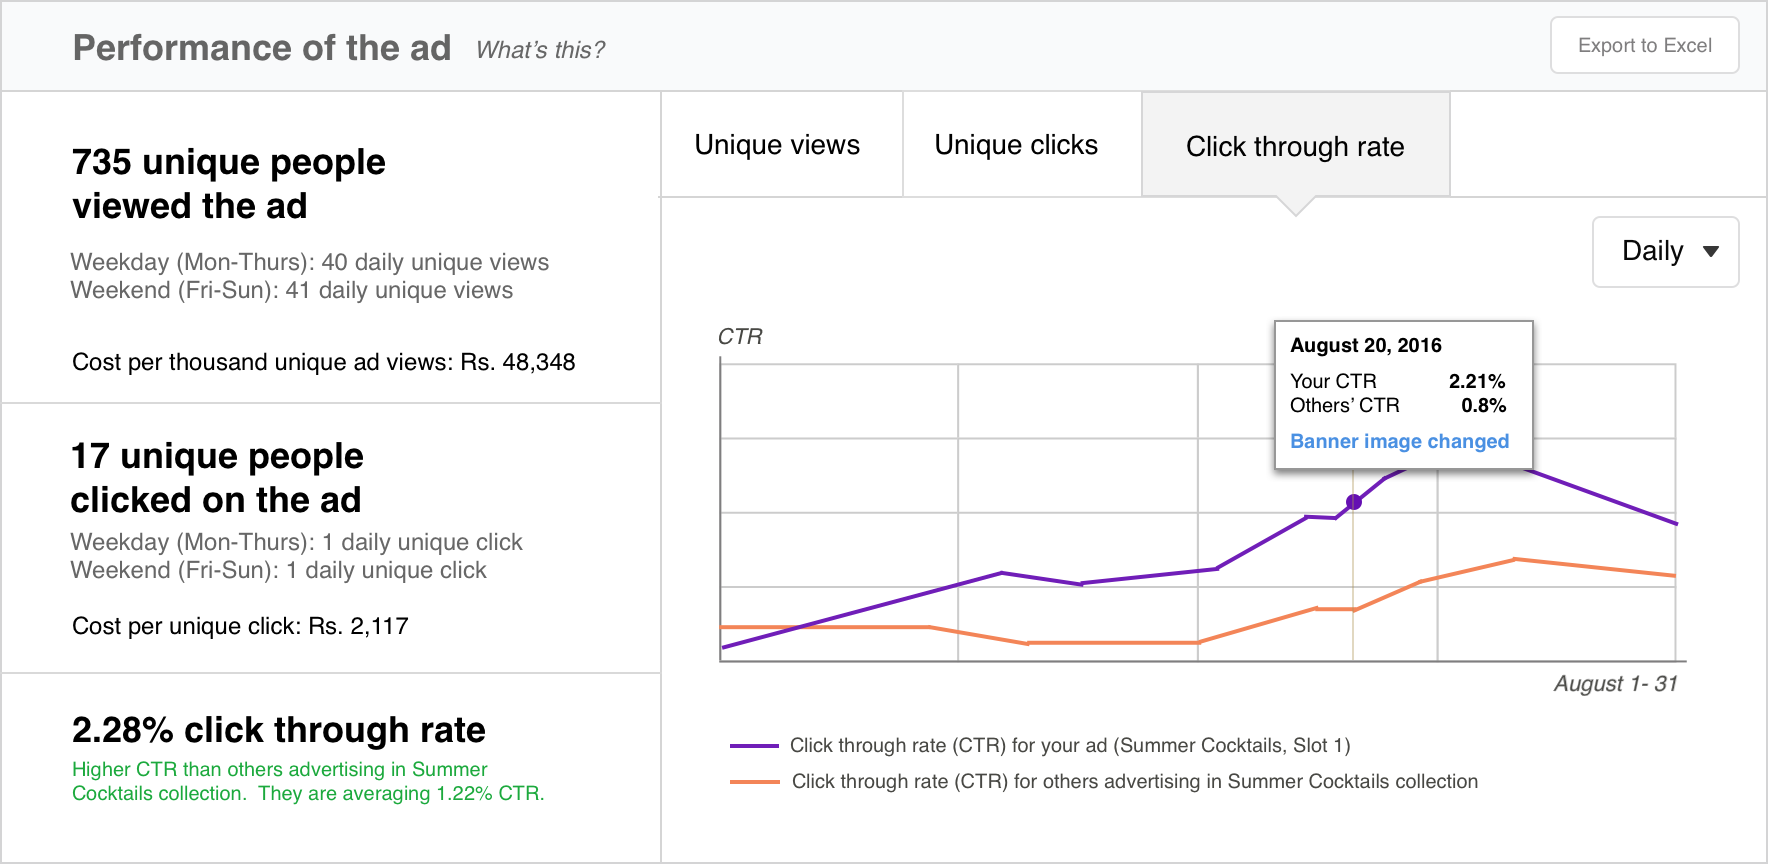 Performance of the ad What's this?
Export to Excel
735 unique people
viewed the ad
Weekday (Mon-Thurs): 40 daily unique views
Weekend (Fri-Sun): 41 daily unique views
Cost per thousand unique ad views: Rs. 48,348
17 unique people
clicked on the ad
Weekday (Mon-Thurs): 1 daily unique click
Weekend (Fri-Sun): 1 daily unique click
Cost per unique click: Rs. 2,117
2.28% click through rate
Higher CTR than others advertising in Summer
Cocktails collection. They are averaging 1.22% CTR.
Unique views
Unique clicks
Click through rate
Daily
CTR
August 20, 2016
Your CTR 2.21%
Others' CTR 0.8%
Banner image changed
August 1- 31
Click through rate (CTR) for your ad (Summer Cocktails, Slot 1)
Click through rate (CTR) for others advertising in Summer Cocktails collection